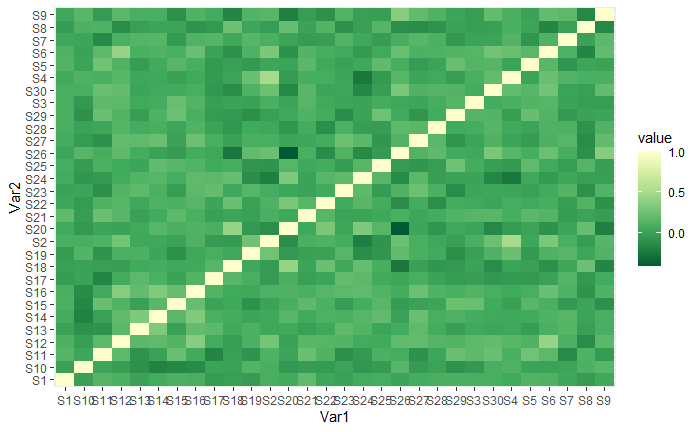 S9
S8
S7
S6
S5
S4
S30
S3
S29
S28
S27
S26
S25
S24
S23
S22
S21
S20
S2
S19
S18
S17
S16
S15
S14
S13
S12
S11
S10
S1
Var2
S1 S10 S11 S12 S13 S14 S15 S16 S17 S18 S19 S2 S20 S21 S22 S23 S24 S25 S26 S27 S28 S29 S3 S30 S4 S5 S6 S7 S8 S9
Var1
value
1.0
0.5
0.0